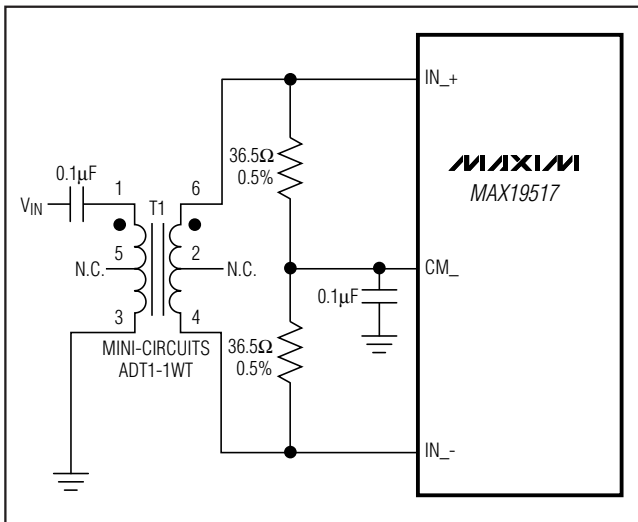 IN_+
36.5Ω
0.5%
MAXIM
MAX19517
0.1μF
1
6
T1
VIN
5
2
N.C.
N.C.
CM_
0.1μF
3
4
MINI-CIRCUITS
ADT1-1WT
36.5Ω
0.5%
IN_-